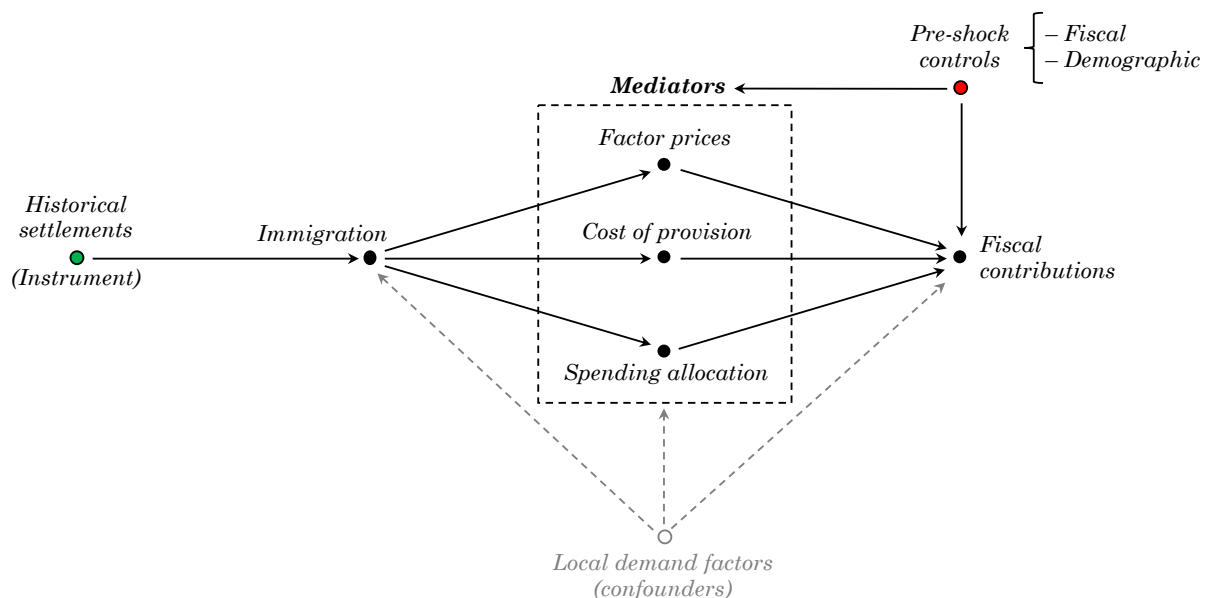 Pre-shock
controls
– Fiscal
– Demographic
Mediators
Factor prices
Historical
settlements
(Instrument)
Immigration
Cost of provision
Fiscal
contributions
Spending allocation
Local demand factors
(confounders)